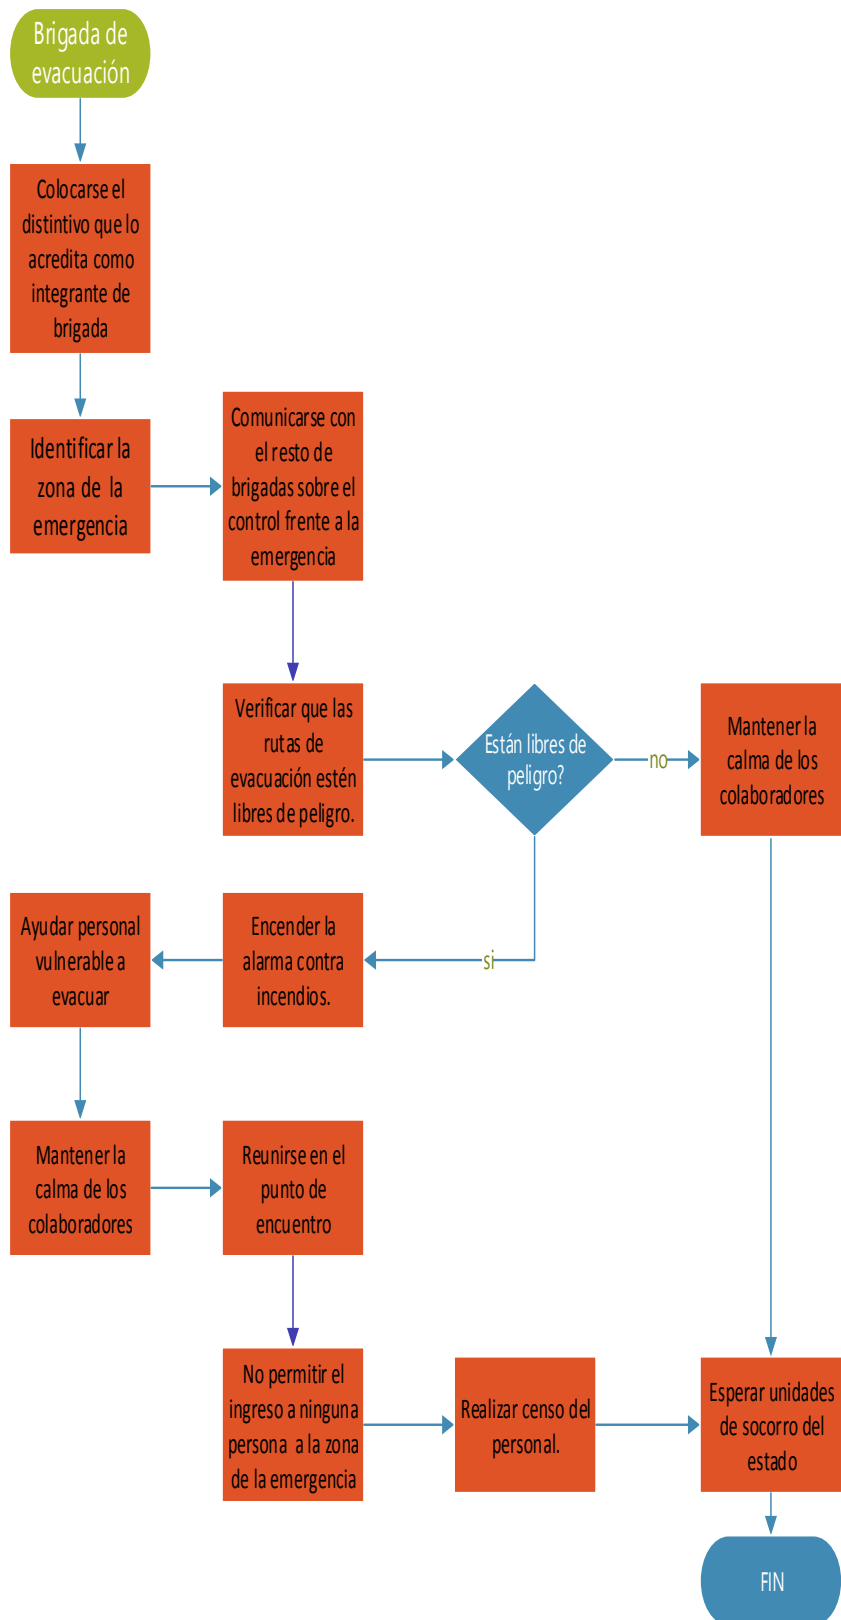 Brigada de
evacuación
Colocarse el
distintivo que lo
acredita como
integrante de
brigada
Identificar la
zona de la
emergencia
Comunicarse con
el resto de
brigadas sobre el
control frente a la
emergencia
Verificar que las
rutas de
evacuación estén
libres de peligro.
Están libres de
peligro?
no
Mantener la
calma de los
colaboradores
si
Encender la
alarma contra
incendios.
Ayudar personal
vulnerable a
evacuar
Mantener la
calma de los
colaboradores
Reunirse en el
punto de
encuentro
No permitir el
ingreso a ninguna
persona a la zona
de la emergencia
Realizar censo del
personal.
Esperar unidades
de socorro del
estado
FIN